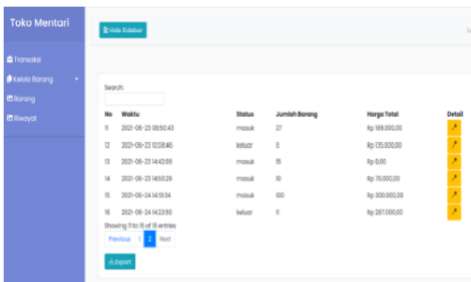 Toko Mentari
Hide Sidebar
Transaksi
Kelola Barang
Barang
Riwayat
Search:
No Waktu Status Jumlah Barang Harga Total Detail
11 2021-06-23 08:50:43 masuk 27 Rp 189.000,00
12 2021-06-23 10:28:46 keluar 5 Rp 135.000,00
13 2021-06-23 14:42:09 masuk 15 Rp 0,00
14 2021-06-23 14:50:29 masuk 10 Rp 70.000,00
15 2021-06-24 14:19:34 masuk 100 Rp 300.000,00
16 2021-06-24 14:23:50 keluar 11 Rp 267.000,00
Showing 11 to 16 of 16 entries
Previous 1 2 Next
Export